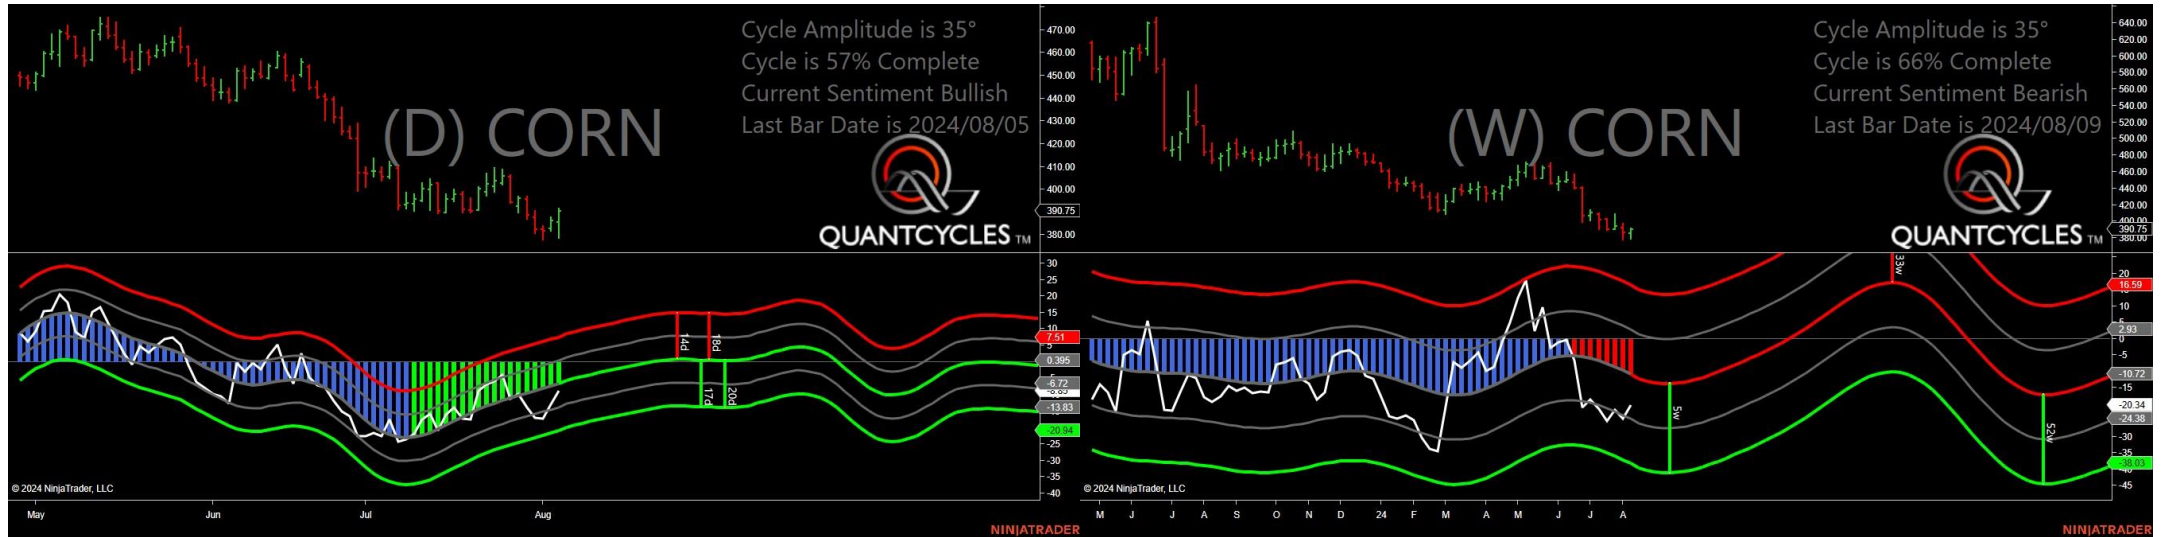 Cycle Amplitude is 35°
Cycle is 57% Complete
Current Sentiment Bullish
Last Bar Date is 2024/08/05
(D) CORN
QUANTCYCLES TM
470.00
460.00
450.00
440.00
430.00
420.00
410.00
400.00
390.75
380.00
30
25
20
15
10
7.51
5
0.395
-6.72
-13.83
-20.94
-25
-30
-35
-40
14d
18d
17d
20d
© 2024 NinjaTrader, LLC
May
Jun
Jul
Aug
NINJATRADER
Cycle Amplitude is 35°
Cycle is 66% Complete
Current Sentiment Bearish
Last Bar Date is 2024/08/09
(W) CORN
QUANTCYCLES TM
640.00
620.00
600.00
580.00
560.00
540.00
520.00
500.00
480.00
460.00
440.00
420.00
400.00
390.75
380.00
20
16.59
10
5
2.93
0
-5
-10.72
-15
-20.34
-24.38
-30
-35
-38.03
-45
33w
5w
52w
© 2024 NinjaTrader, LLC
M J J A S O N D 24 F M A M J J A
NINJATRADER